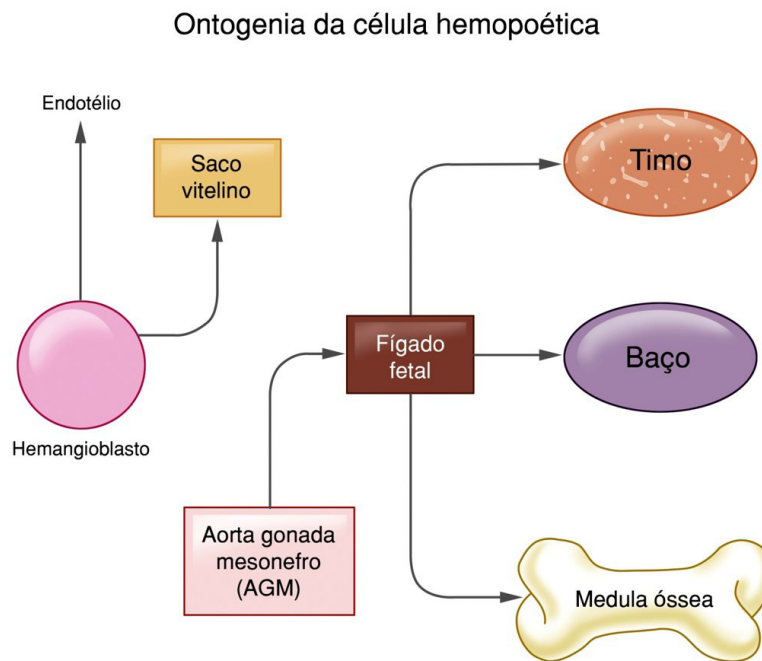 Ontogenia da célula hemopoética
Endotélio
Saco
vitelino
Timo
Fígado
fetal
Baço
Hemangioblasto
Aorta gonada
mesonefro
(AGM)
Medula óssea